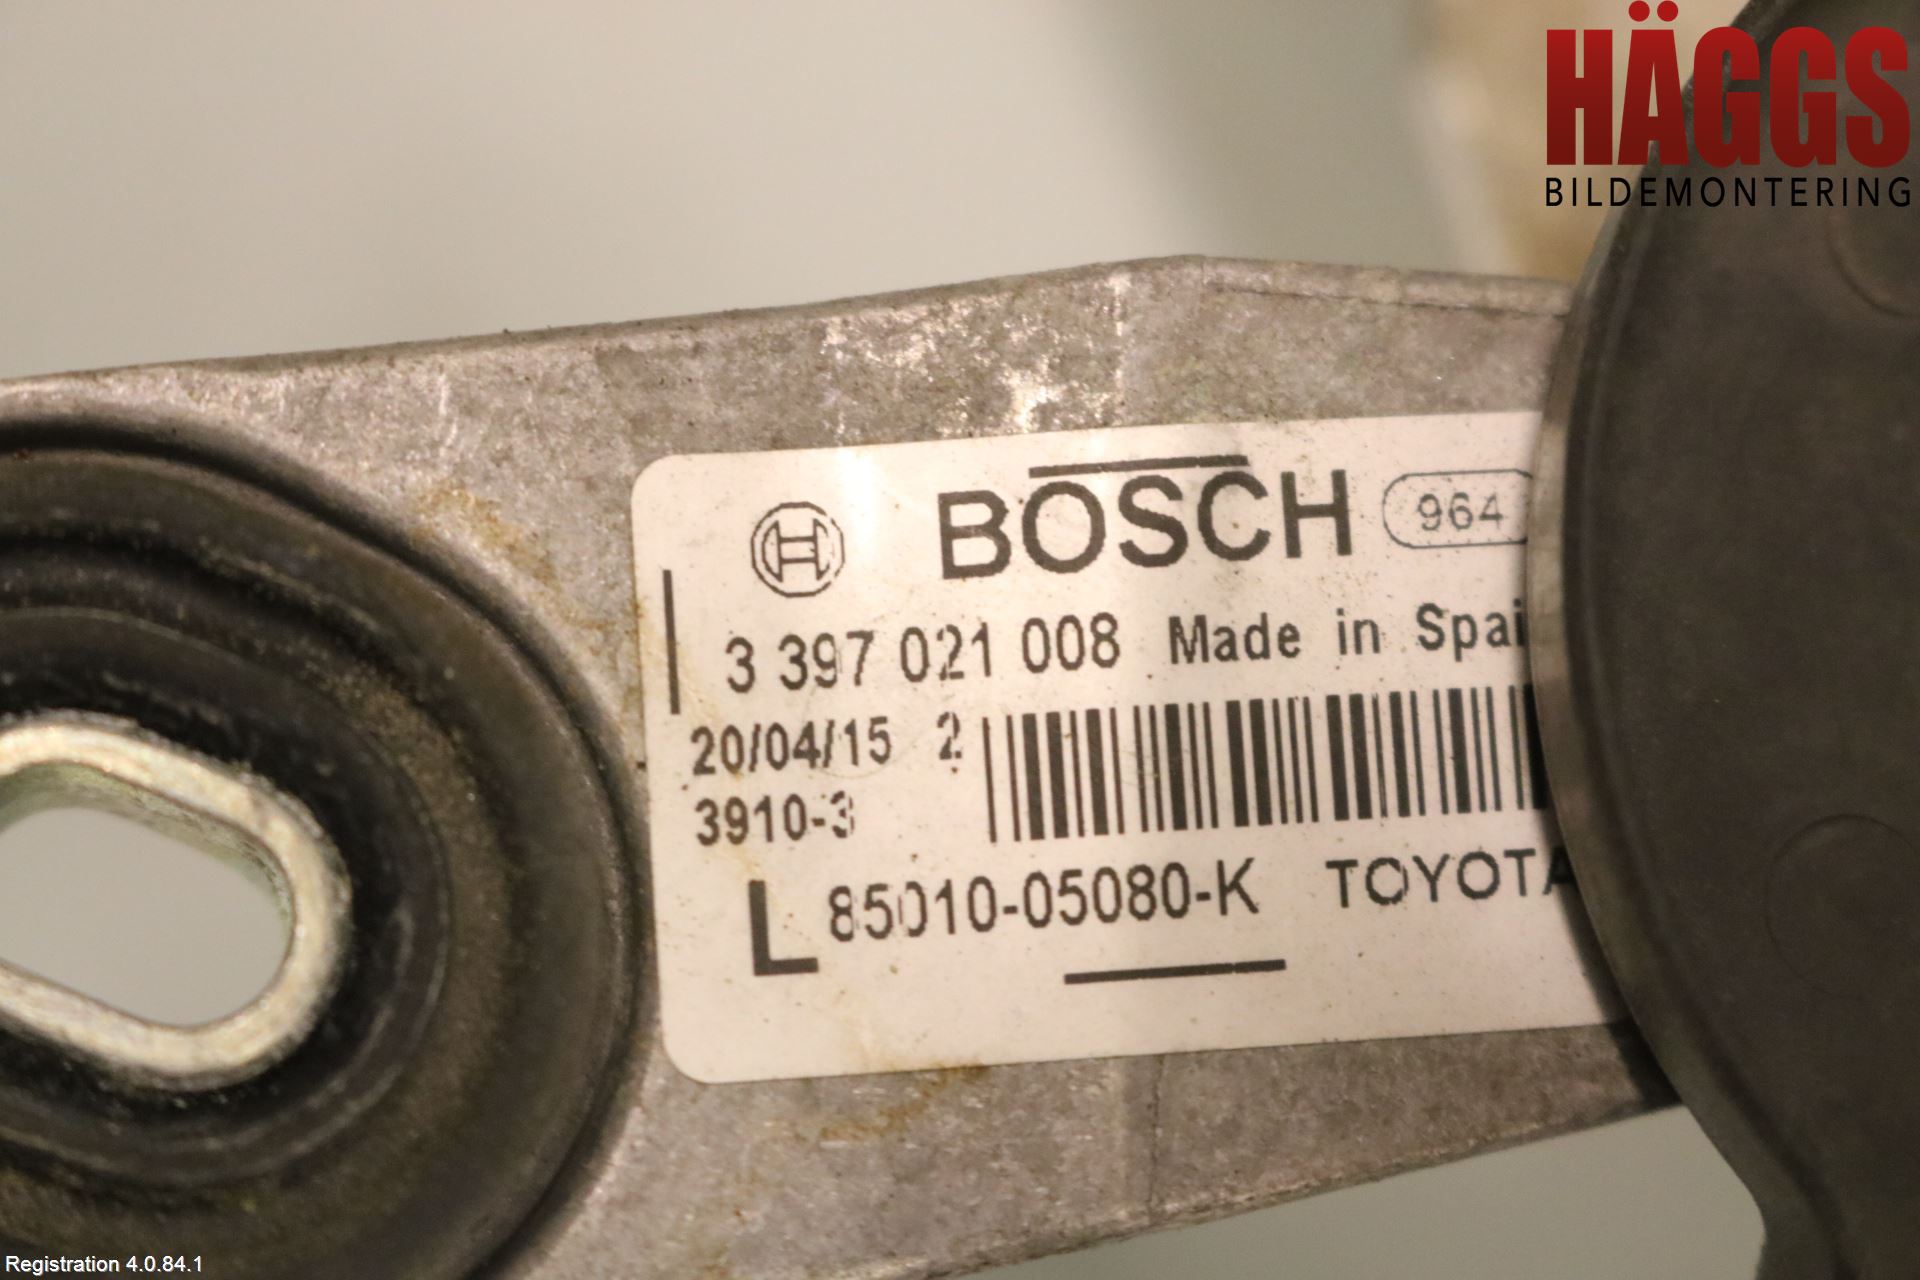 HÄGGS
BILDEMONTERING
BOSCH 964
3 397 021 008 Made in Spai
20/04/15 2
3910-3
L 85010-05080-K TOYOTA
Registration 4.0.84.1